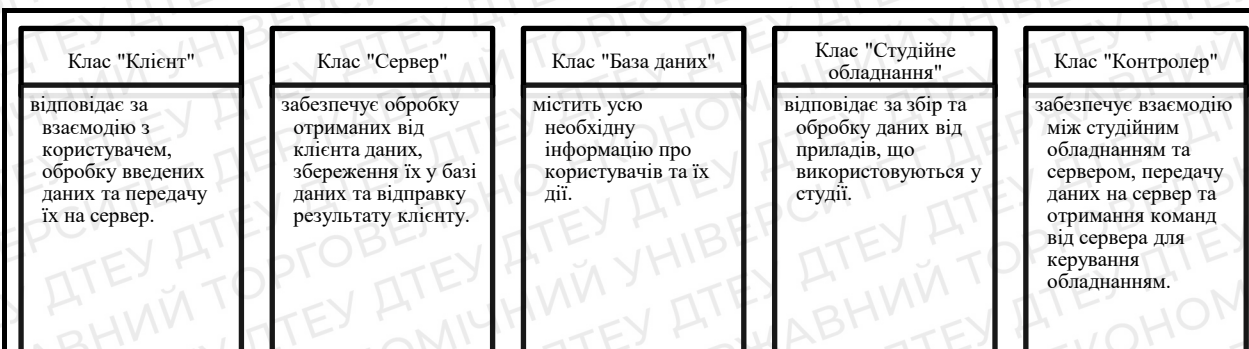 Клас "Клієнт"
відповідає за
взаємодію з
користувачем,
обробку введених
даних та передачу
їх на сервер.
Клас "Сервер"
забезпечує обробку
отриманих від
клієнта даних,
збереження їх у базі
даних та відправку
результату клієнту.
Клас "База даних"
містить усю
необхідну
інформацію про
користувачів та їх
дії.
Клас "Студійне
обладнання"
відповідає за збір та
обробку даних від
приладів, що
використовуються у
студії.
Клас "Контролер"
забезпечує взаємодію
між студійним
обладнанням та
сервером, передачу
даних на сервер та
отримання команд
від сервера для
керування
обладнанням.